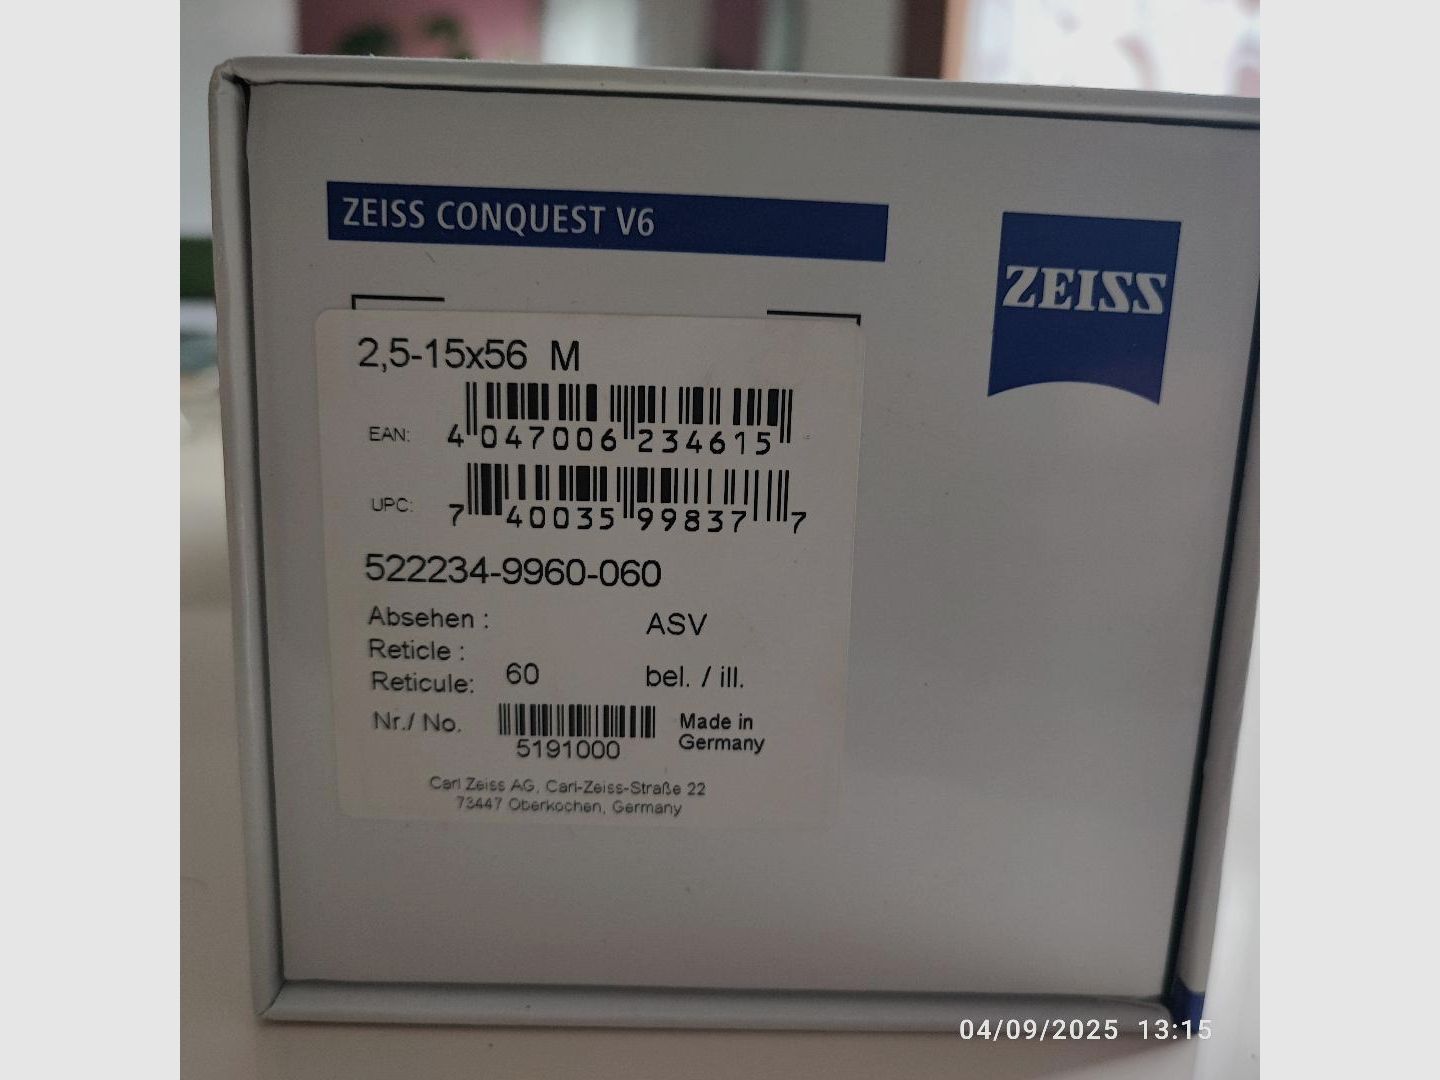 ZEISS CONQUEST V6
ZEISS
2,5-15x56 M
EAN: 4 047006 234615
UPC: 7 40035 99837 7
522234-9960-060
Absehen : ASV
Reticle :
Reticule: 60 bel. / ill.
Nr./ No. 5191000 Made in
Germany
Carl Zeiss AG, Carl-Zeiss-Straße 22
73447 Oberkochen, Germany
04/09/2025 13:15